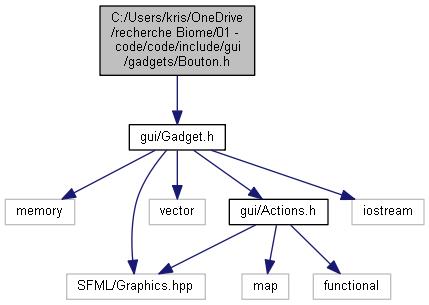 C:/Users/kris/OneDrive
/recherche Biome/01 -
code/code/include/gui
/gadgets/Bouton.h
gui/Gadget.h
memory
vector
gui/Actions.h
iostream
SFML/Graphics.hpp
map
functional